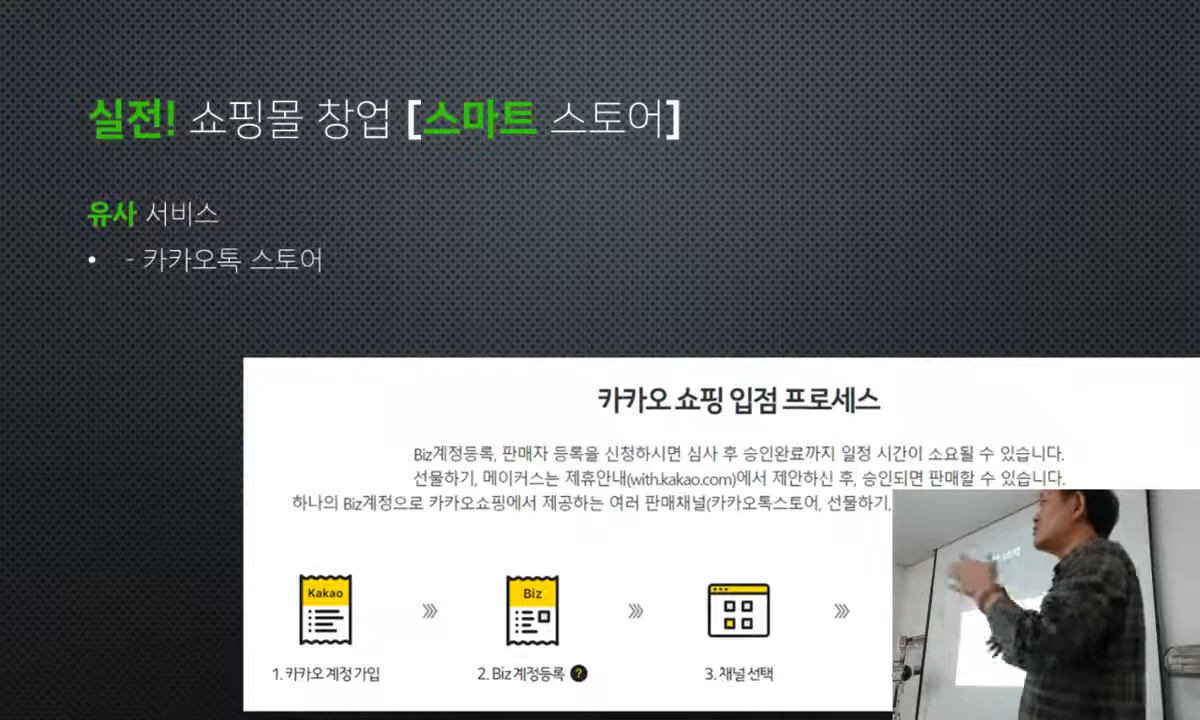 실전! 쇼핑몰 창업 [스마트 스토어]
유사 서비스
• - 카카오톡 스토어
카카오 쇼핑 입점 프로세스
Biz계정등록, 판매자 등록을 신청하시면 심사 후 승인완료까지 일정 시간이 소요될 수 있습니다.
선물하기, 메이커스는 제휴안내(with.kakao.com)에서 제안하신 후, 승인되면 판매할 수 있습니다.
하나의 Biz계정으로 카카오쇼핑에서 제공하는 여러 판매채널(카카오톡스토어, 선물하기,
Kakao
Biz
1. 카카오 계정 가입
2. Biz 계정등록 ?
3. 채널 선택